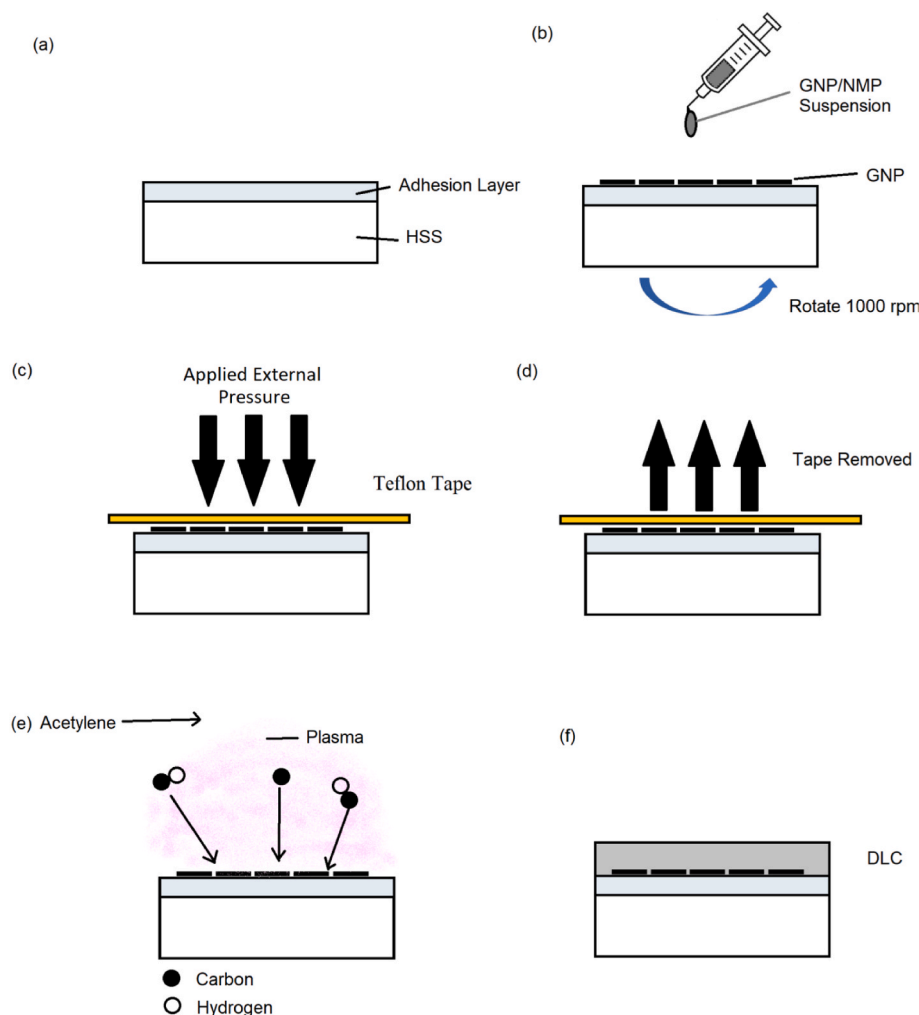 (a)
Adhesion Layer
HSS
(b)
GNP/NMP
Suspension
GNP
Rotate 1000 rpm
(c)
Applied External
Pressure
Teflon Tape
(d)
Tape Removed
(e) Acetylene
Plasma
Carbon
Hydrogen
(f)
DLC